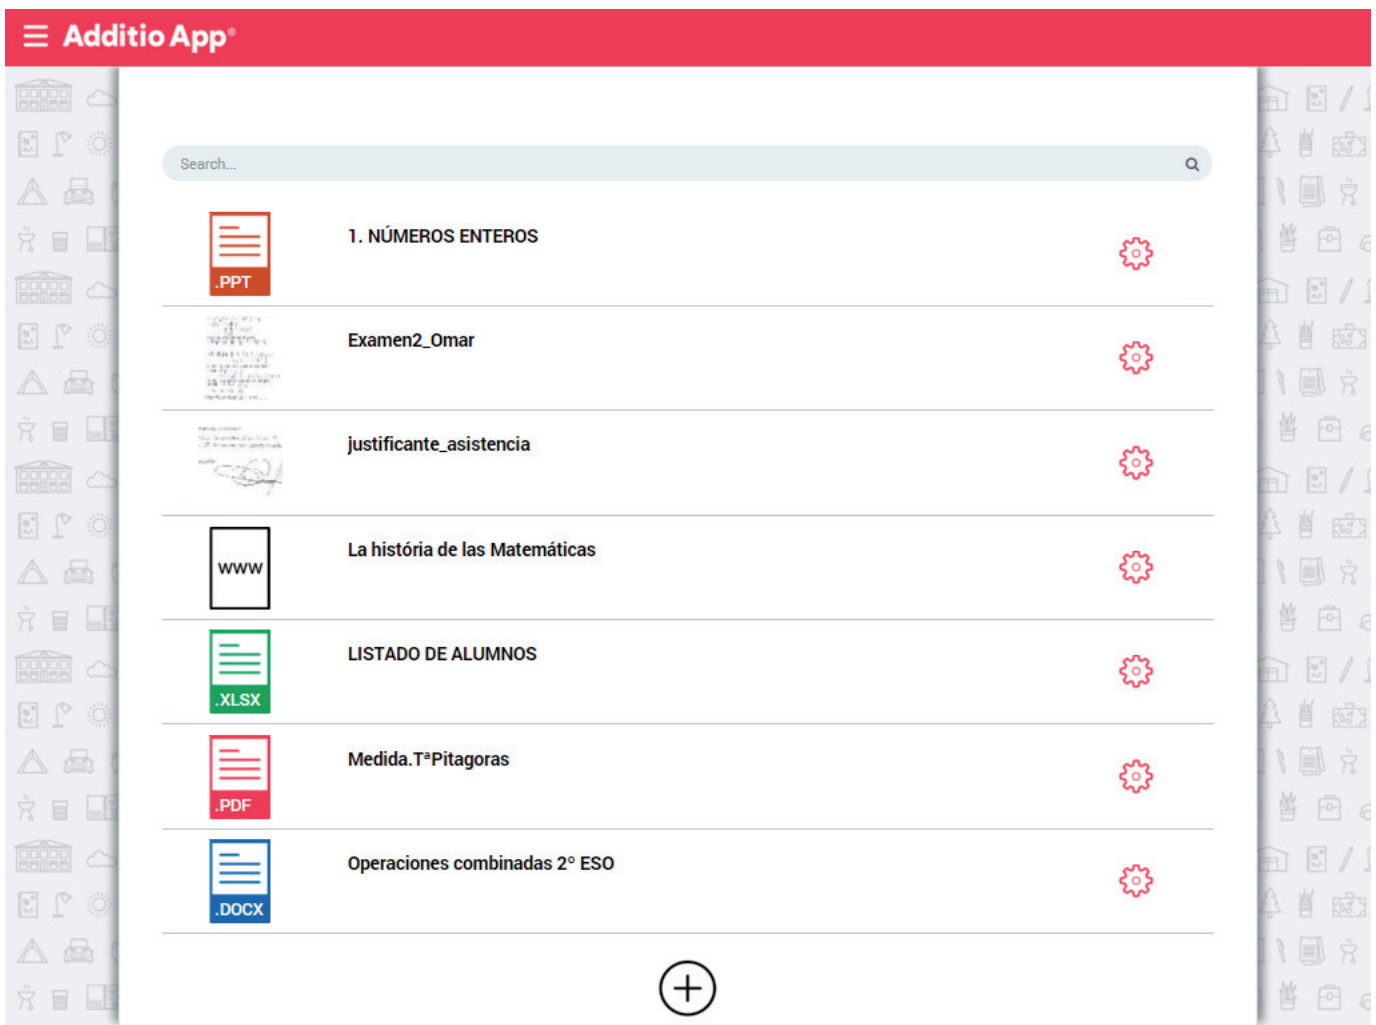 Additio App®
Search...
1. NÚMEROS ENTEROS
.PPT
Examen2_Omar
justificante_asistencia
La història de las Matemáticas
www
LISTADO DE ALUMNOS
.XLSX
Medida.TªPitagoras
.PDF
Operaciones combinadas 2º ESO
.DOCX